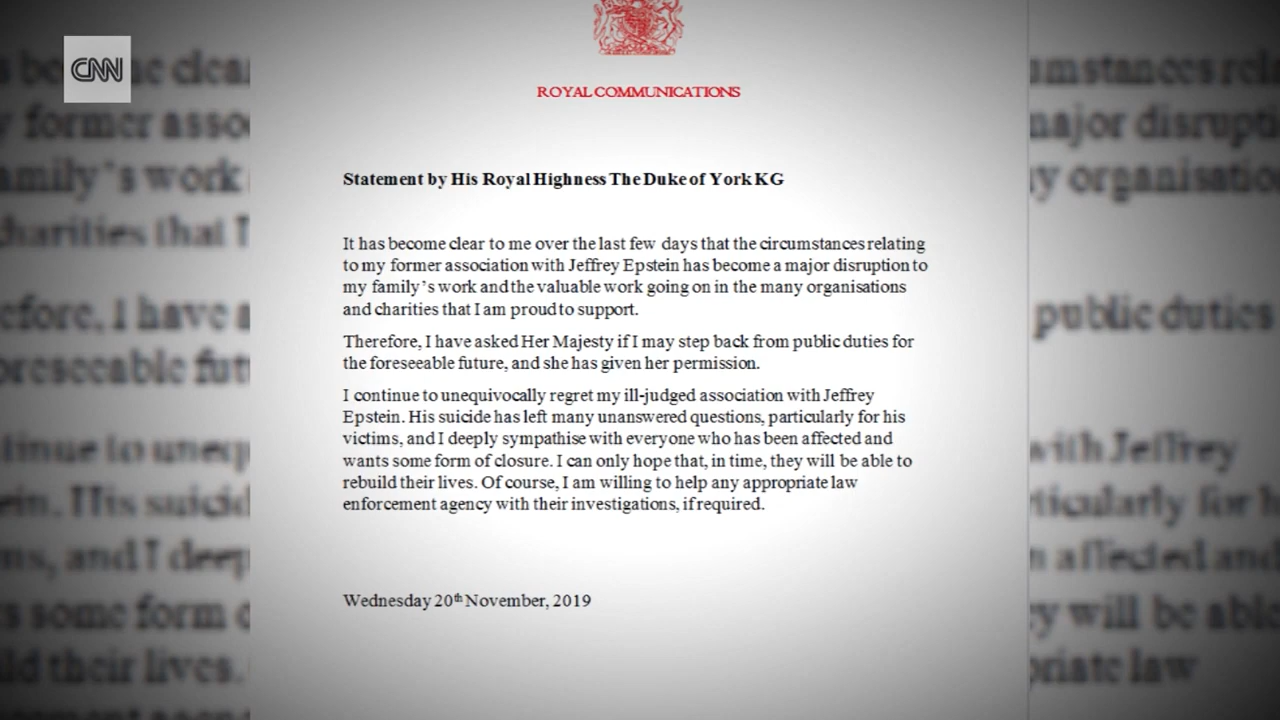 CNN
ROYAL COMMUNICATIONS
Statement by His Royal Highness The Duke of York KG
It has become clear to me over the last few days that the circumstances relating
to my former association with Jeffrey Epstein has become a major disruption to
my family's work and the valuable work going on in the many organisations
and charities that I am proud to support.
Therefore, I have asked Her Majesty if I may step back from public duties for
the foreseeable future, and she has given her permission.
I continue to unequivocally regret my ill-judged association with Jeffrey
Epstein. His suicide has left many unanswered questions, particularly for his
victims, and I deeply sympathise with everyone who has been affected and
wants some form of closure. I can only hope that, in time, they will be able to
rebuild their lives. Of course, I am willing to help any appropriate law
enforcement agency with their investigations, if required.
Wednesday 20th November, 2019